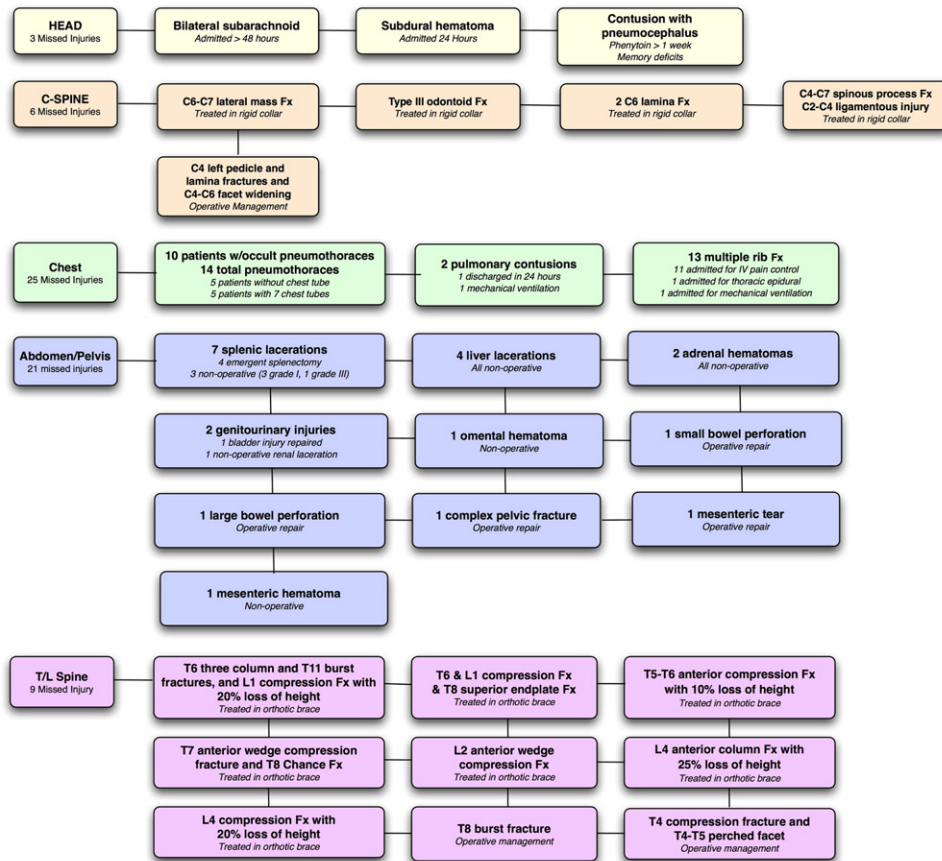 HEAD
3 Missed Injuries
Bilateral subarachnoid
Admitted > 48 hours
Subdural hematoma
Admitted 24 Hours
Contusion with
pneumocephalus
Phenytoin > 1 week
Memory deficits
C-SPINE
6 Missed Injuries
C6-C7 lateral mass Fx
Treated in rigid collar
Type III odontoid Fx
Treated in rigid collar
2 C6 lamina Fx
Treated in rigid collar
C4-C7 spinous process Fx
C2-C4 ligamentous injury
Treated in rigid collar
C4 left pedicle and
lamina fractures and
C4-C6 facet widening
Operative Management
Chest
25 Missed Injuries
10 patients w/occult pneumothoraces
14 total pneumothoraces
5 patients without chest tube
5 patients with 7 chest tubes
2 pulmonary contusions
1 discharged in 24 hours
1 mechanical ventilation
13 multiple rib Fx
11 admitted for IV pain control
1 admitted for thoracic epidural
1 admitted for mechanical ventilation
Abdomen/Pelvis
21 missed injuries
7 splenic lacerations
4 emergent splenectomy
3 non-operative (3 grade I, 1 grade III)
4 liver lacerations
All non-operative
2 adrenal hematomas
All non-operative
2 genitourinary injuries
1 bladder injury repaired
1 non-operative renal laceration
1 omental hematoma
Non-operative
1 small bowel perforation
Operative repair
1 large bowel perforation
Operative repair
1 complex pelvic fracture
Operative repair
1 mesenteric tear
Operative repair
1 mesenteric hematoma
Non-operative
T/L Spine
9 Missed Injury
T6 three column and T11 burst
fractures, and L1 compression Fx with
20% loss of height
Treated in orthotic brace
T6 & L1 compression Fx
& T8 superior endplate Fx
Treated in orthotic brace
T5-T6 anterior compression Fx
with 10% loss of height
Treated in orthotic brace
T7 anterior wedge compression
fracture and T8 Chance Fx
Treated in orthotic brace
L2 anterior wedge
compression Fx
Treated in orthotic brace
L4 anterior column Fx with
25% loss of height
Treated in orthotic brace
L4 compression Fx with
20% loss of height
Treated in orthotic brace
T8 burst fracture
Operative management
T4 compression fracture and
T4-T5 perched facet
Operative management